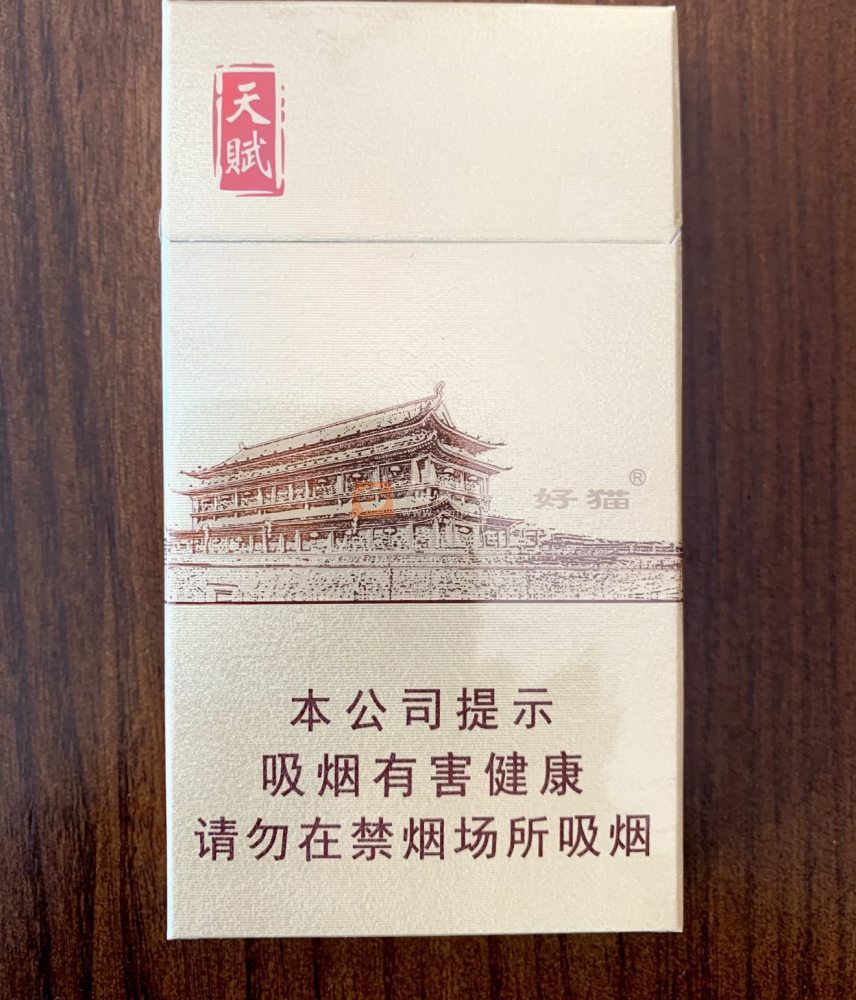 天赋
好猫®
本公司提示
吸烟有害健康
请勿在禁烟场所吸烟